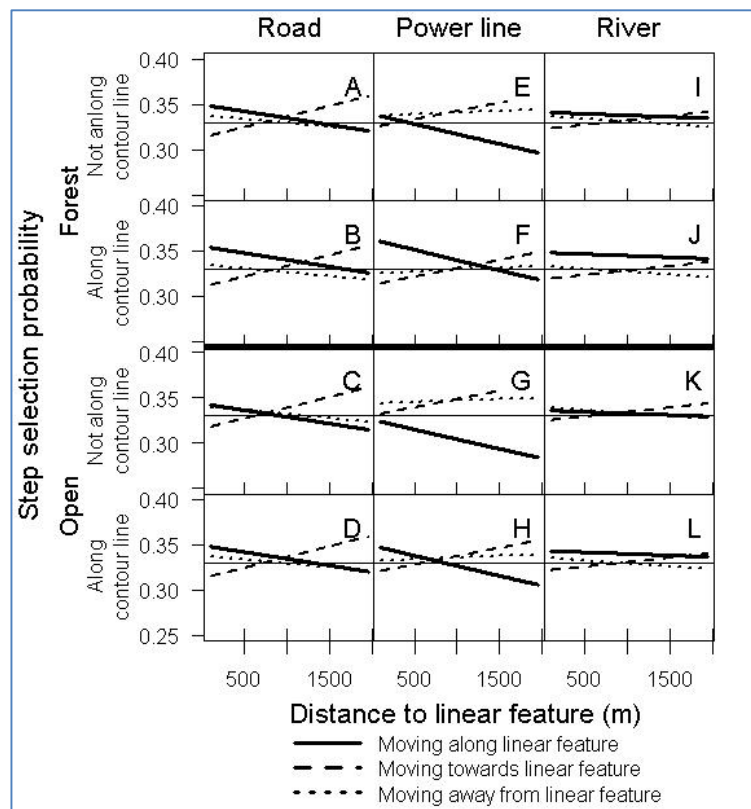 Road Power line River
Step selection probability
Forest
Not anlong
contour line
0.40
0.35
0.30
A E I
Along
contour line
0.40
0.35
0.30
B F J
Open
Not along
contour line
0.40
0.35
0.30
C G K
Along
contour line
0.40
0.35
0.30
0.25
D H L
500 1500 500 1500 500 1500
Distance to linear feature (m)
Moving along linear feature
Moving towards linear feature
Moving away from linear feature